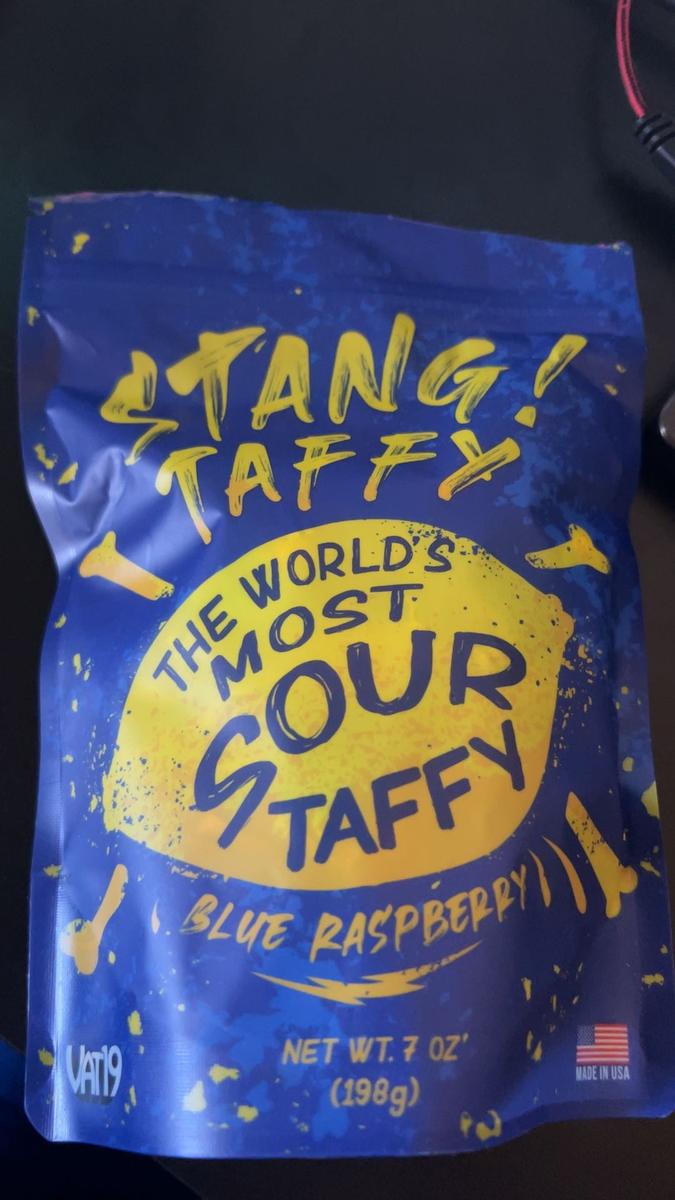 STANG!
TAFFY
THE WORLD'S
MOST
SOUR
TAFFY
BLUE RASPBERRY
NET WT. 7 OZ'
(198g)
VAT19
MADE IN USA